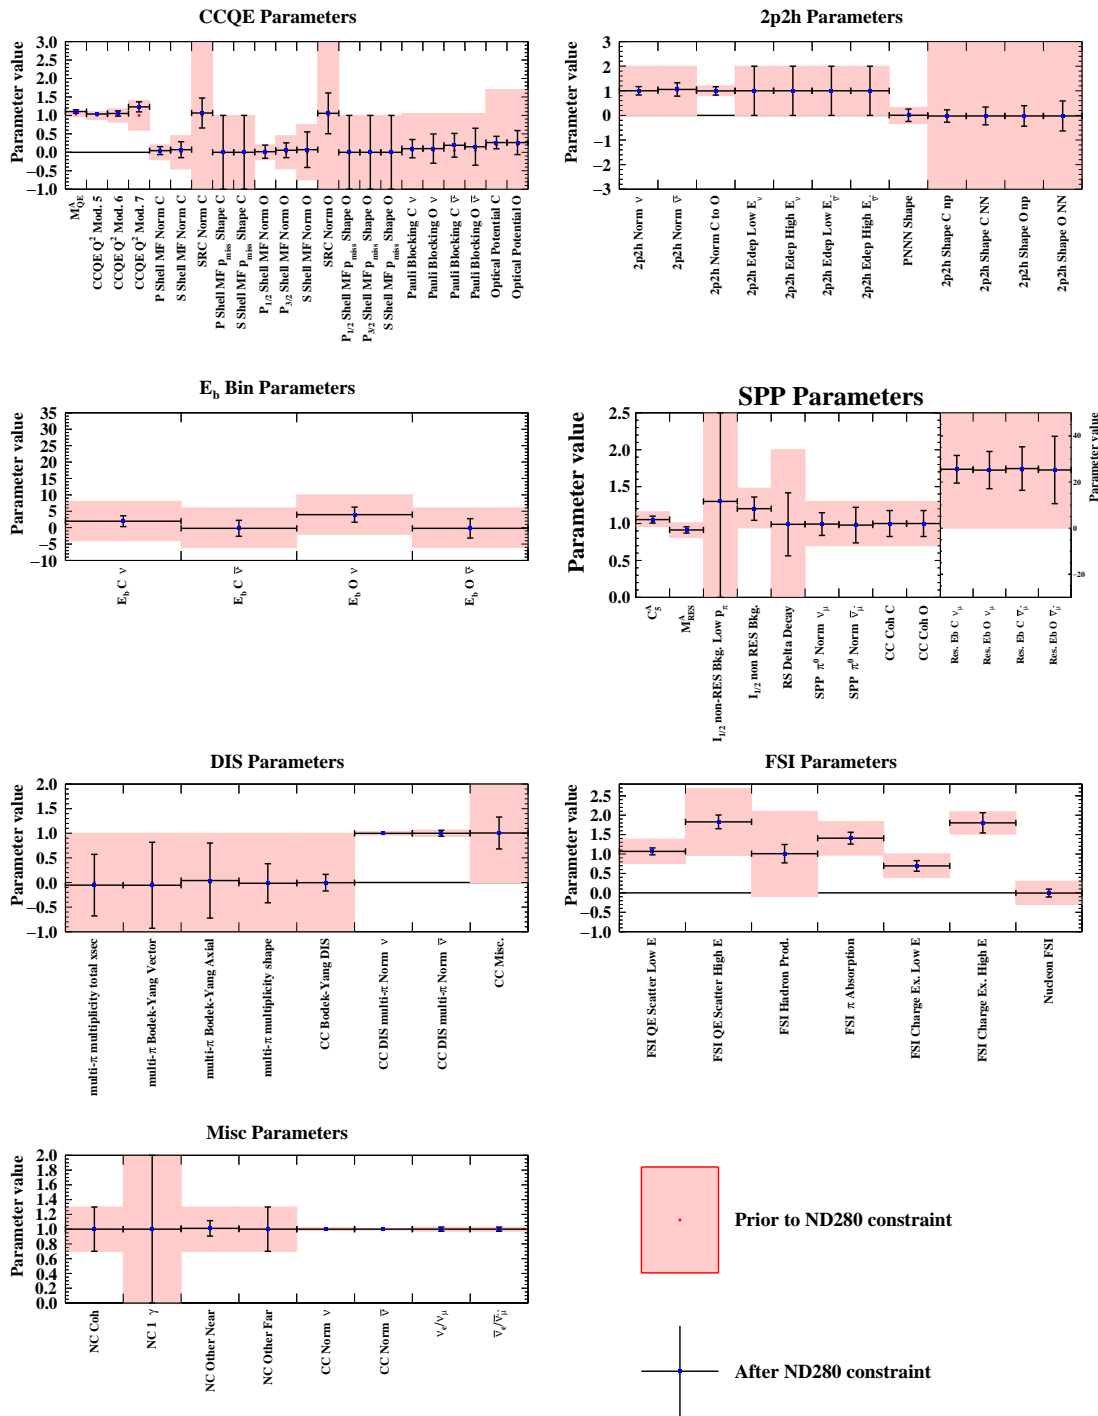 CCQE Parameters
Parameter value
3.0
2.5
2.0
1.5
1.0
0.5
0.0
−0.5
−1.0
M^A_QE
CCQE Q² Mod. 5
CCQE Q² Mod. 6
CCQE Q² Mod. 7
P Shell MF Norm C
S Shell MF Norm C
SRC Norm C
P Shell MF p_miss Shape C
S Shell MF p_miss Shape C
P_1/2 Shell MF Norm O
P_3/2 Shell MF Norm O
S Shell MF Norm O
SRC Norm O
P_1/2 Shell MF p_miss Shape O
P_3/2 Shell MF p_miss Shape O
S Shell MF p_miss Shape O
Pauli Blocking C ν
Pauli Blocking O ν
Pauli Blocking C ν̅
Pauli Blocking O ν̅
Optical Potential C
Optical Potential O
2p2h Parameters
Parameter value
3
2
1
0
−1
−2
−3
2p2h Norm ν
2p2h Norm ν̅
2p2h Norm C to O
2p2h Edep Low E_ν
2p2h Edep High E_ν
2p2h Edep Low E_ν̅
2p2h Edep High E_ν̅
PNNN Shape
2p2h Shape C np
2p2h Shape C NN
2p2h Shape O np
2p2h Shape O NN
E_b Bin Parameters
Parameter value
35
30
25
20
15
10
5
0
−5
−10
E_b C ν
E_b C ν̅
E_b O ν
E_b O ν̅
SPP Parameters
Parameter value
2.5
2.0
1.5
1.0
0.5
0.0
C^A_5
M^A_RES
I_1/2 non-RES Bkg. Low p_π
I_1/2 non RES Bkg.
RS Delta Decay
SPP π⁰ Norm ν_μ
SPP π⁰ Norm ν̅_μ
CC Coh C
CC Coh O
Res. Eb C ν_μ
Res. Eb O ν_μ
Res. Eb C ν̅_μ
Res. Eb O ν̅_μ
40
20
0
−20
Parameter value
DIS Parameters
Parameter value
2.0
1.5
1.0
0.5
0.0
−0.5
−1.0
multi-π multiplicity total xsec
multi-π Bodek-Yang Vector
multi-π Bodek-Yang Axial
multi-π multiplicity shape
CC Bodek-Yang DIS
CC DIS multi-π Norm ν
CC DIS multi-π Norm ν̅
CC Misc.
FSI Parameters
Parameter value
2.5
2.0
1.5
1.0
0.5
0.0
−0.5
−1.0
FSI QE Scatter Low E
FSI QE Scatter High E
FSI Hadron Prod.
FSI π Absorption
FSI Charge Ex. Low E
FSI Charge Ex. High E
Nucleon FSI
Misc Parameters
Parameter value
2.0
1.8
1.6
1.4
1.2
1.0
0.8
0.6
0.4
0.2
0.0
NC Coh
NC 1 γ
NC Other Near
NC Other Far
CC Norm ν
CC Norm ν̅
ν_e/ν_μ
ν̅_e/ν̅_μ
Prior to ND280 constraint
After ND280 constraint